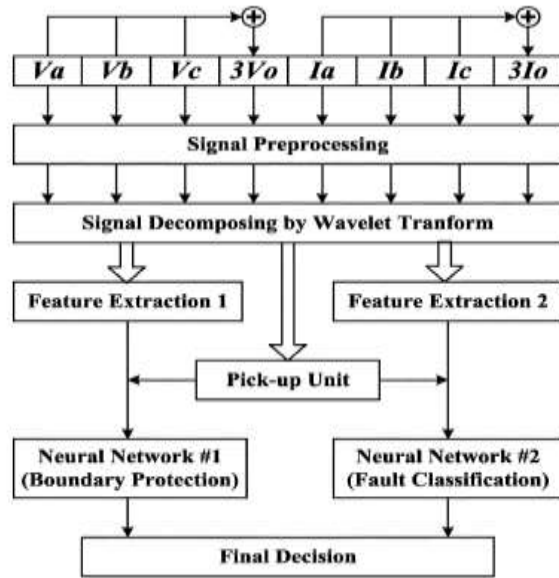 Va Vb Vc 3Vo Ia Ib Ic 3Io
Signal Preprocessing
Signal Decomposing by Wavelet Tranform
Feature Extraction 1 Feature Extraction 2
Pick-up Unit
Neural Network #1 Neural Network #2
(Boundary Protection) (Fault Classification)
Final Decision